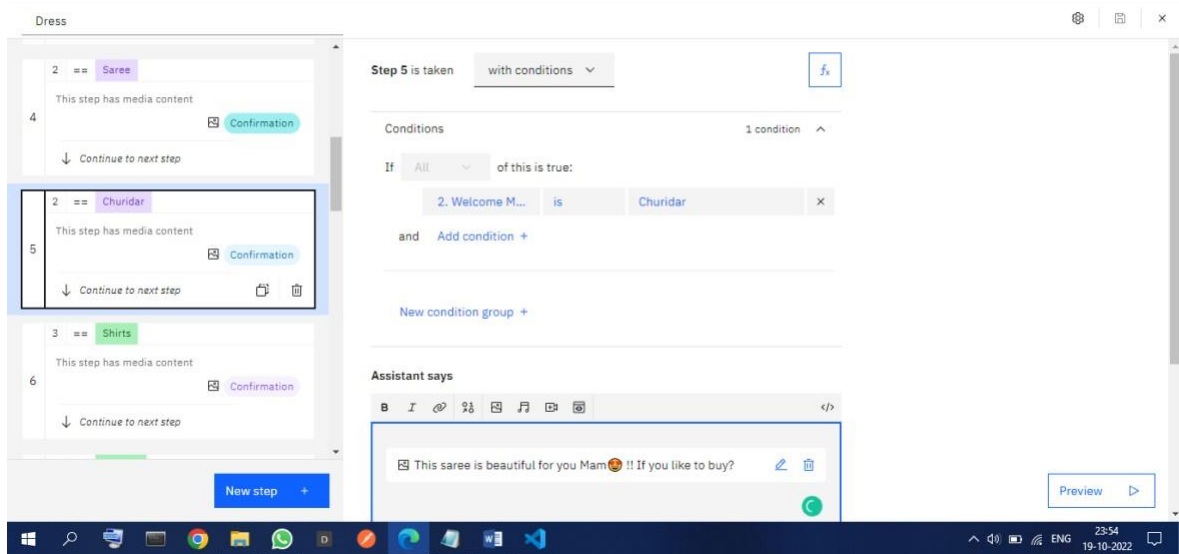 Dress
2 == Saree
This step has media content
Confirmation
4
Continue to next step
2 == Churidar
This step has media content
Confirmation
5
Continue to next step
3 == Shirts
This step has media content
Confirmation
6
Continue to next step
New step +
Step 5 is taken with conditions
fx
Conditions 1 condition
If All of this is true:
2. Welcome M... is Churidar ×
and Add condition +
New condition group +
Assistant says
B I </>
This saree is beautiful for you Mam😍 !! If you like to buy?
Preview
ENG
23:54
19-10-2022